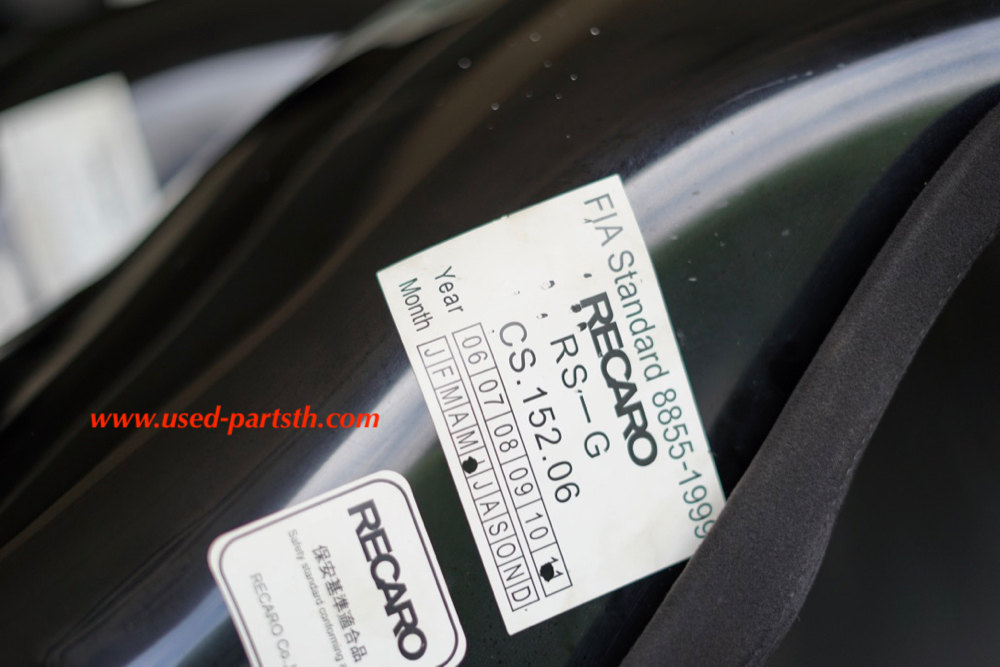 FIA Standard 8855-1999
RECARO
RS-G
CS.152.06
Year 06 07 08 09 10 11
Month J F M A M J J A S O N D
www.used-partsth.com
RECARO
保安基準適合品
Safety standard conforming
RECARO Co.